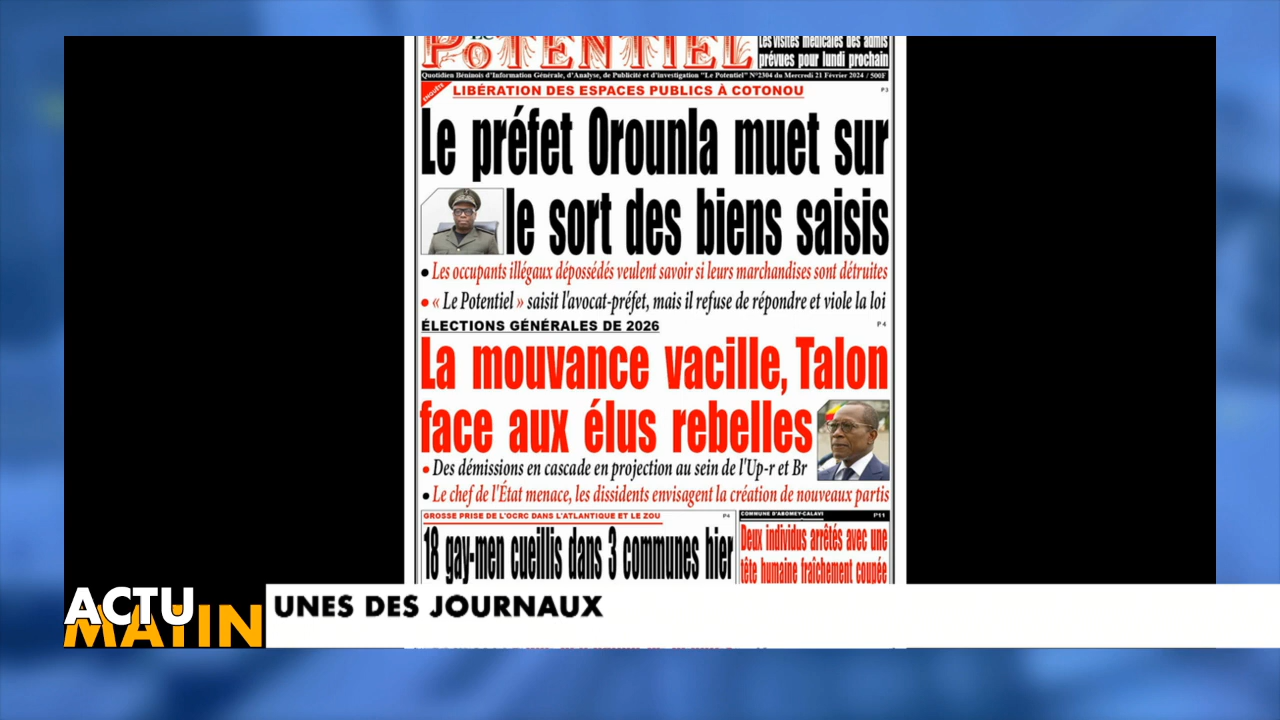 POTENTIEL
Les visites médicales des admis
prévues pour lundi prochain
Quotidien Béninois d'Information Générale, d'Analyse, de Publicité et d'investigation "Le Potentiel" N°2304 du Mercredi 21 Février 2024 / 500F
ENQUÊTE
LIBÉRATION DES ESPACES PUBLICS À COTONOU
P3
Le préfet Orounla muet sur
le sort des biens saisis
• Les occupants illégaux dépossédés veulent savoir si leurs marchandises sont détruites
• « Le Potentiel » saisit l'avocat-préfet, mais il refuse de répondre et viole la loi
ÉLECTIONS GÉNÉRALES DE 2026
P4
La mouvance vacille, Talon
face aux élus rebelles
• Des démissions en cascade en projection au sein de l'Up-r et Br
• Le chef de l'État menace, les dissidents envisagent la création de nouveaux partis
GROSSE PRISE DE L'OCRC DANS L'ATLANTIQUE ET LE ZOU
P4
18 gay-men cueillis dans 3 communes hier
COMMUNE D'ABOMEY-CALAVI
P11
Deux individus arrêtés avec une
tête humaine fraîchement coupée
ACTU
MATIN
UNES DES JOURNAUX